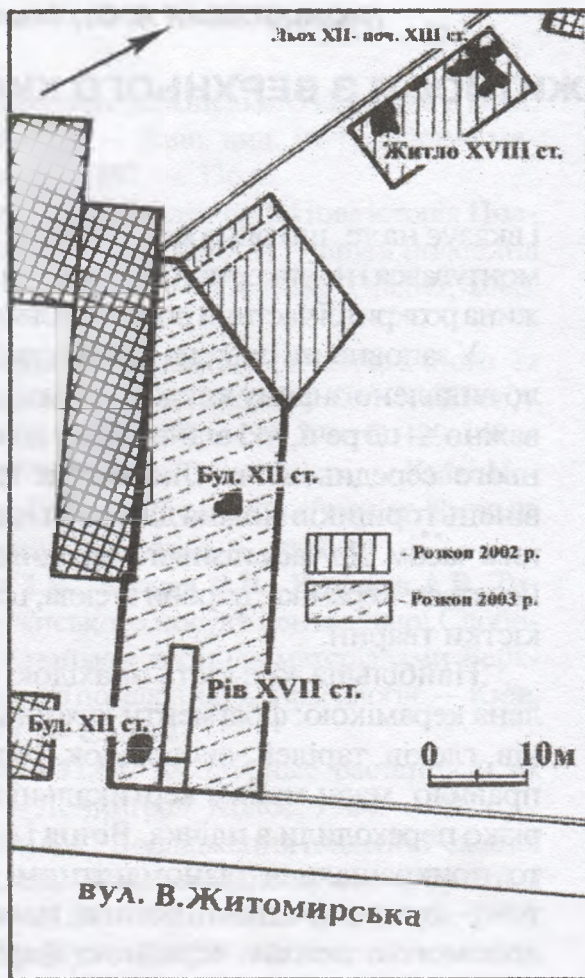 Льох XII- поч. XIII ст.
Житло XVIII ст.
Буд. XII ст.
- Розкоп 2002 р.
- Розкоп 2003 р.
Рів XVII ст.
Буд. XII ст.
0 10м
вул. В.Житомирська